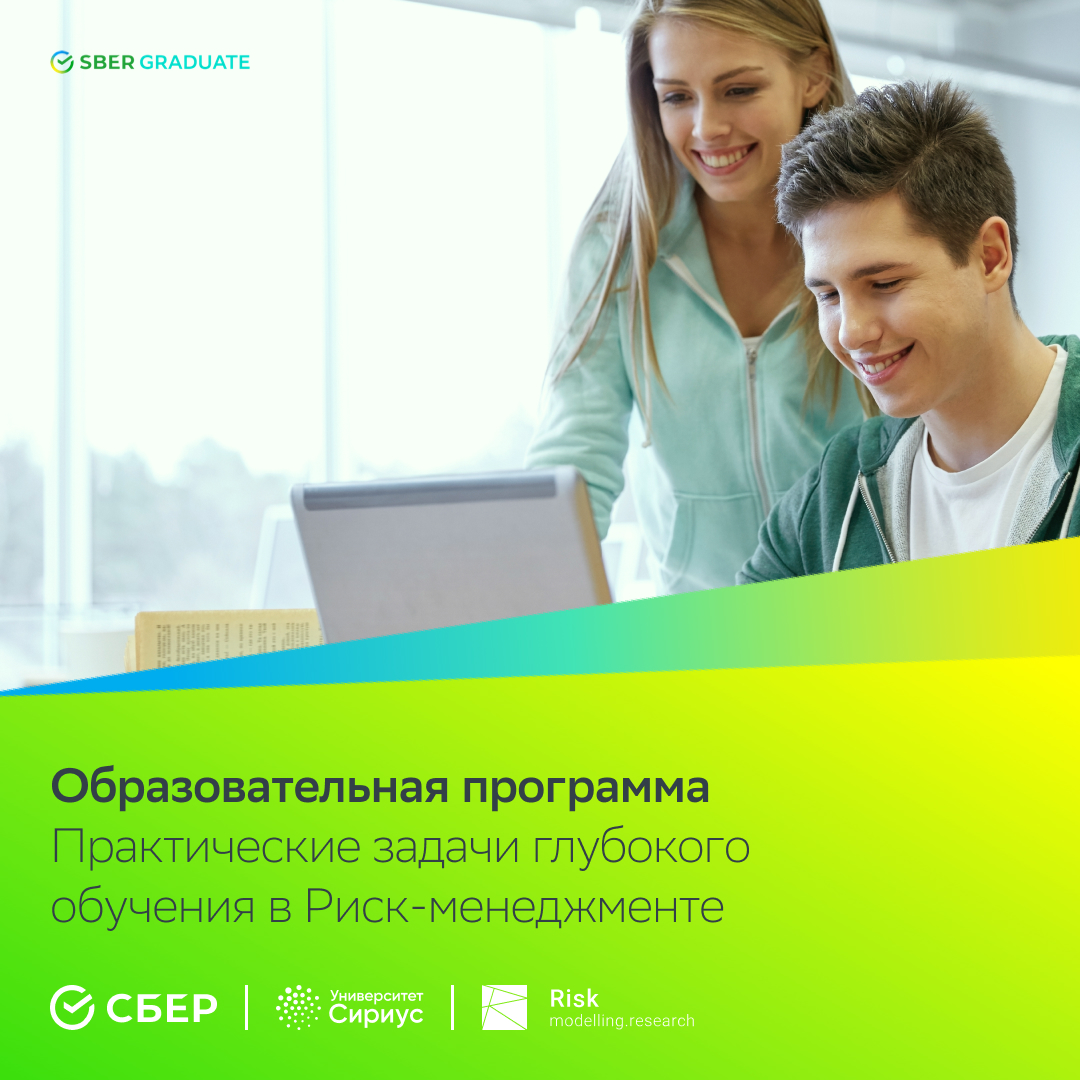 SBER GRADUATE
Образовательная программа
Практические задачи глубокого
обучения в Риск-менеджменте
СБЕР
Университет
Сириус
Risk
modelling.research